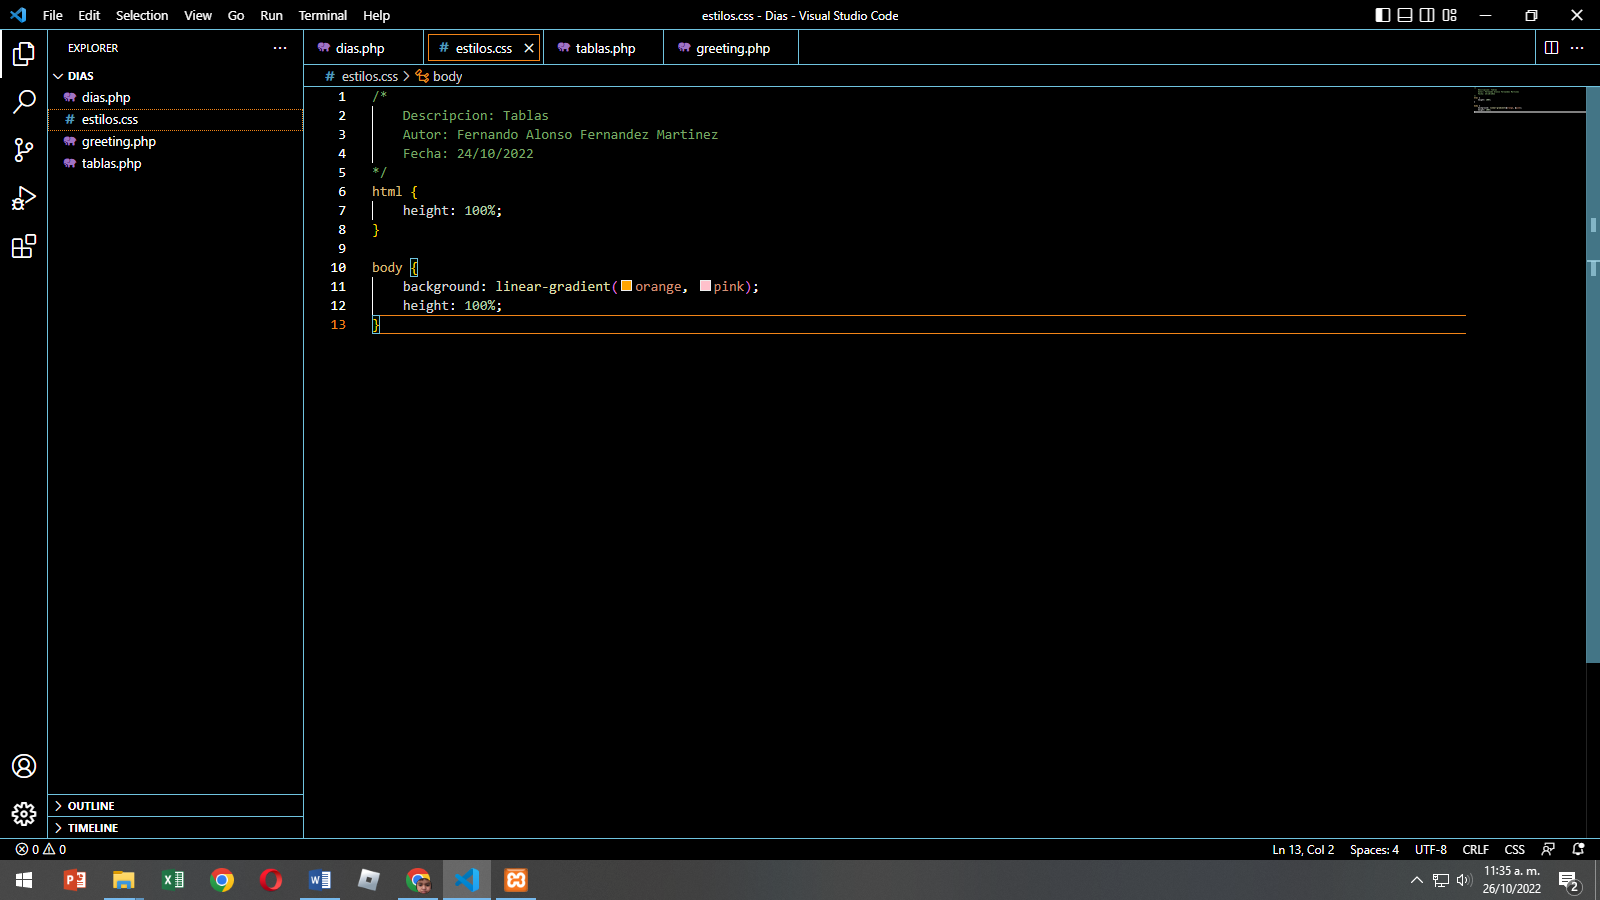 File Edit Selection View Go Run Terminal Help
estilos.css - Dias - Visual Studio Code
EXPLORER
DIAS
dias.php
estilos.css
greeting.php
tablas.php
OUTLINE
TIMELINE
dias.php
# estilos.css
tablas.php
greeting.php
# estilos.css > body
1 /*
2 Descripcion: Tablas
3 Autor: Fernando Alonso Fernandez Martinez
4 Fecha: 24/10/2022
5 */
6 html {
7 height: 100%;
8 }
9
10 body {
11 background: linear-gradient(orange, pink);
12 height: 100%;
13 }
0 0
Ln 13, Col 2 Spaces: 4 UTF-8 CRLF CSS
11:35 a. m.
26/10/2022
2